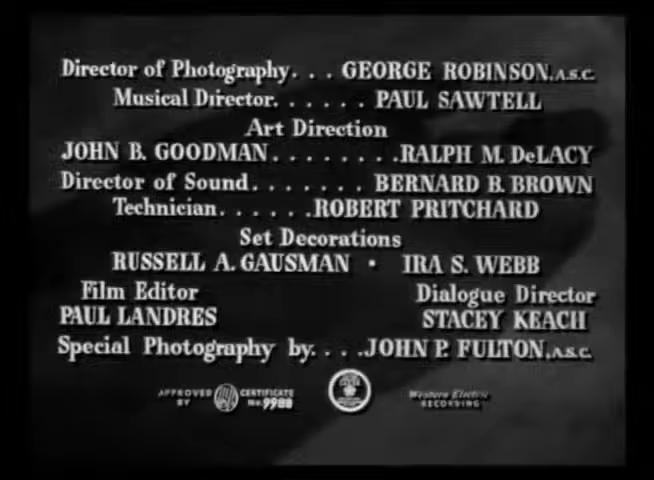 Director of Photography. . . GEORGE ROBINSON, A.S.C.
Musical Director. . . . . . PAUL SAWTELL
Art Direction
JOHN B. GOODMAN . . . . . . . .RALPH M. DeLACY
Director of Sound . . . . . . . BERNARD B. BROWN
Technician. . . . . .ROBERT PRITCHARD
Set Decorations
RUSSELL A. GAUSMAN • IRA S. WEBB
Film Editor Dialogue Director
PAUL LANDRES STACEY KEACH
Special Photography by. . . .JOHN P. FULTON, A.S.C.
APPROVED BY CERTIFICATE No. 9988
Western Electric
RECORDING